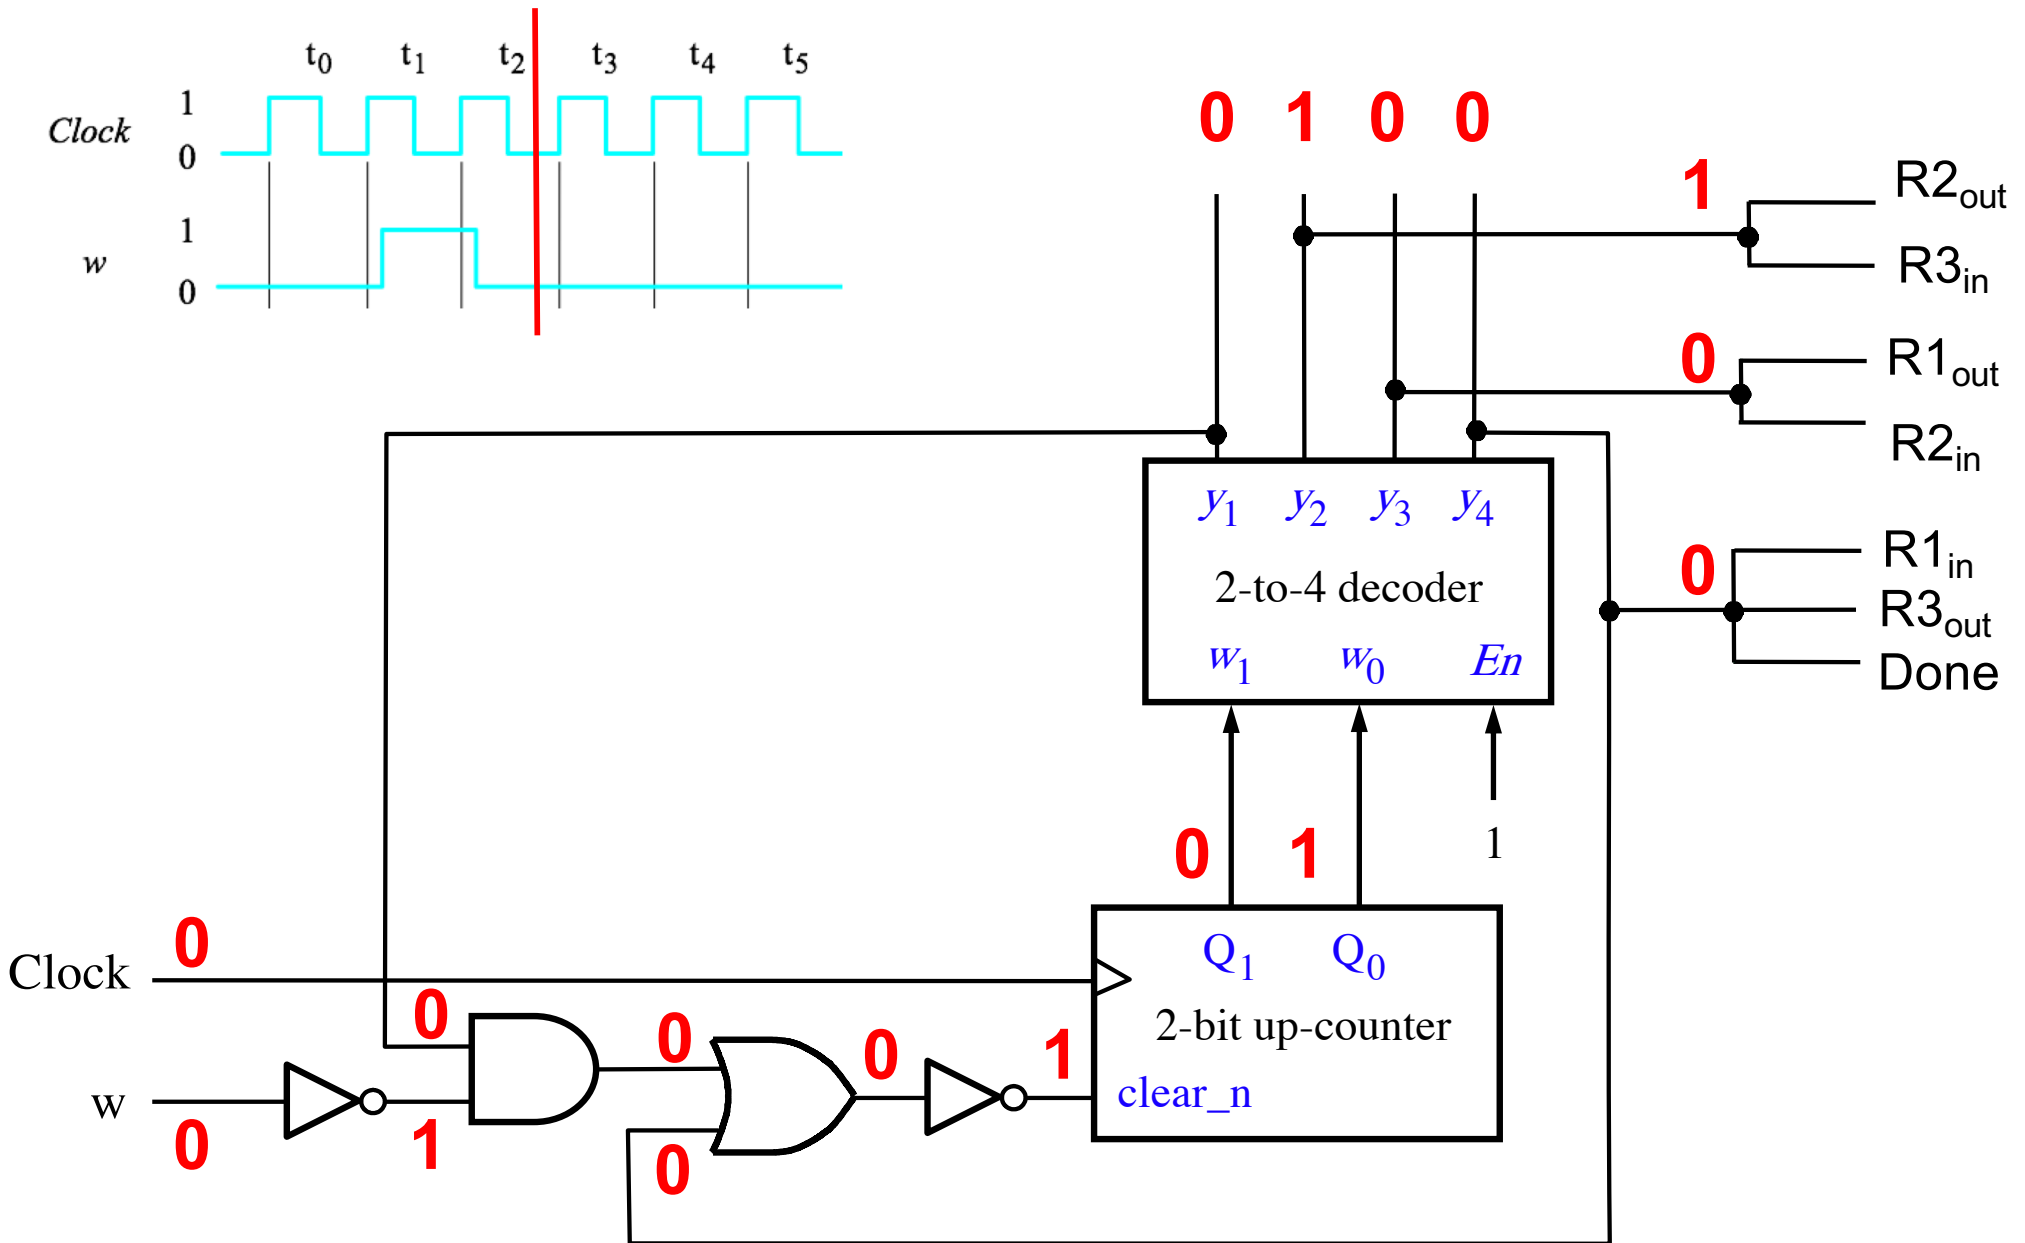 t₀ t₁ t₂ t₃ t₄ t₅
1
Clock
0
1
w
0
0 1 0 0
1
R2out
R3in
0
R1out
R2in
y₁ y₂ y₃ y₄
2-to-4 decoder
w₁ w₀ En
0
R1in
R3out
Done
0 1 1
Clock 0
Q₁ Q₀
2-bit up-counter
clear_n
0 0 0 1
w
0 1 0